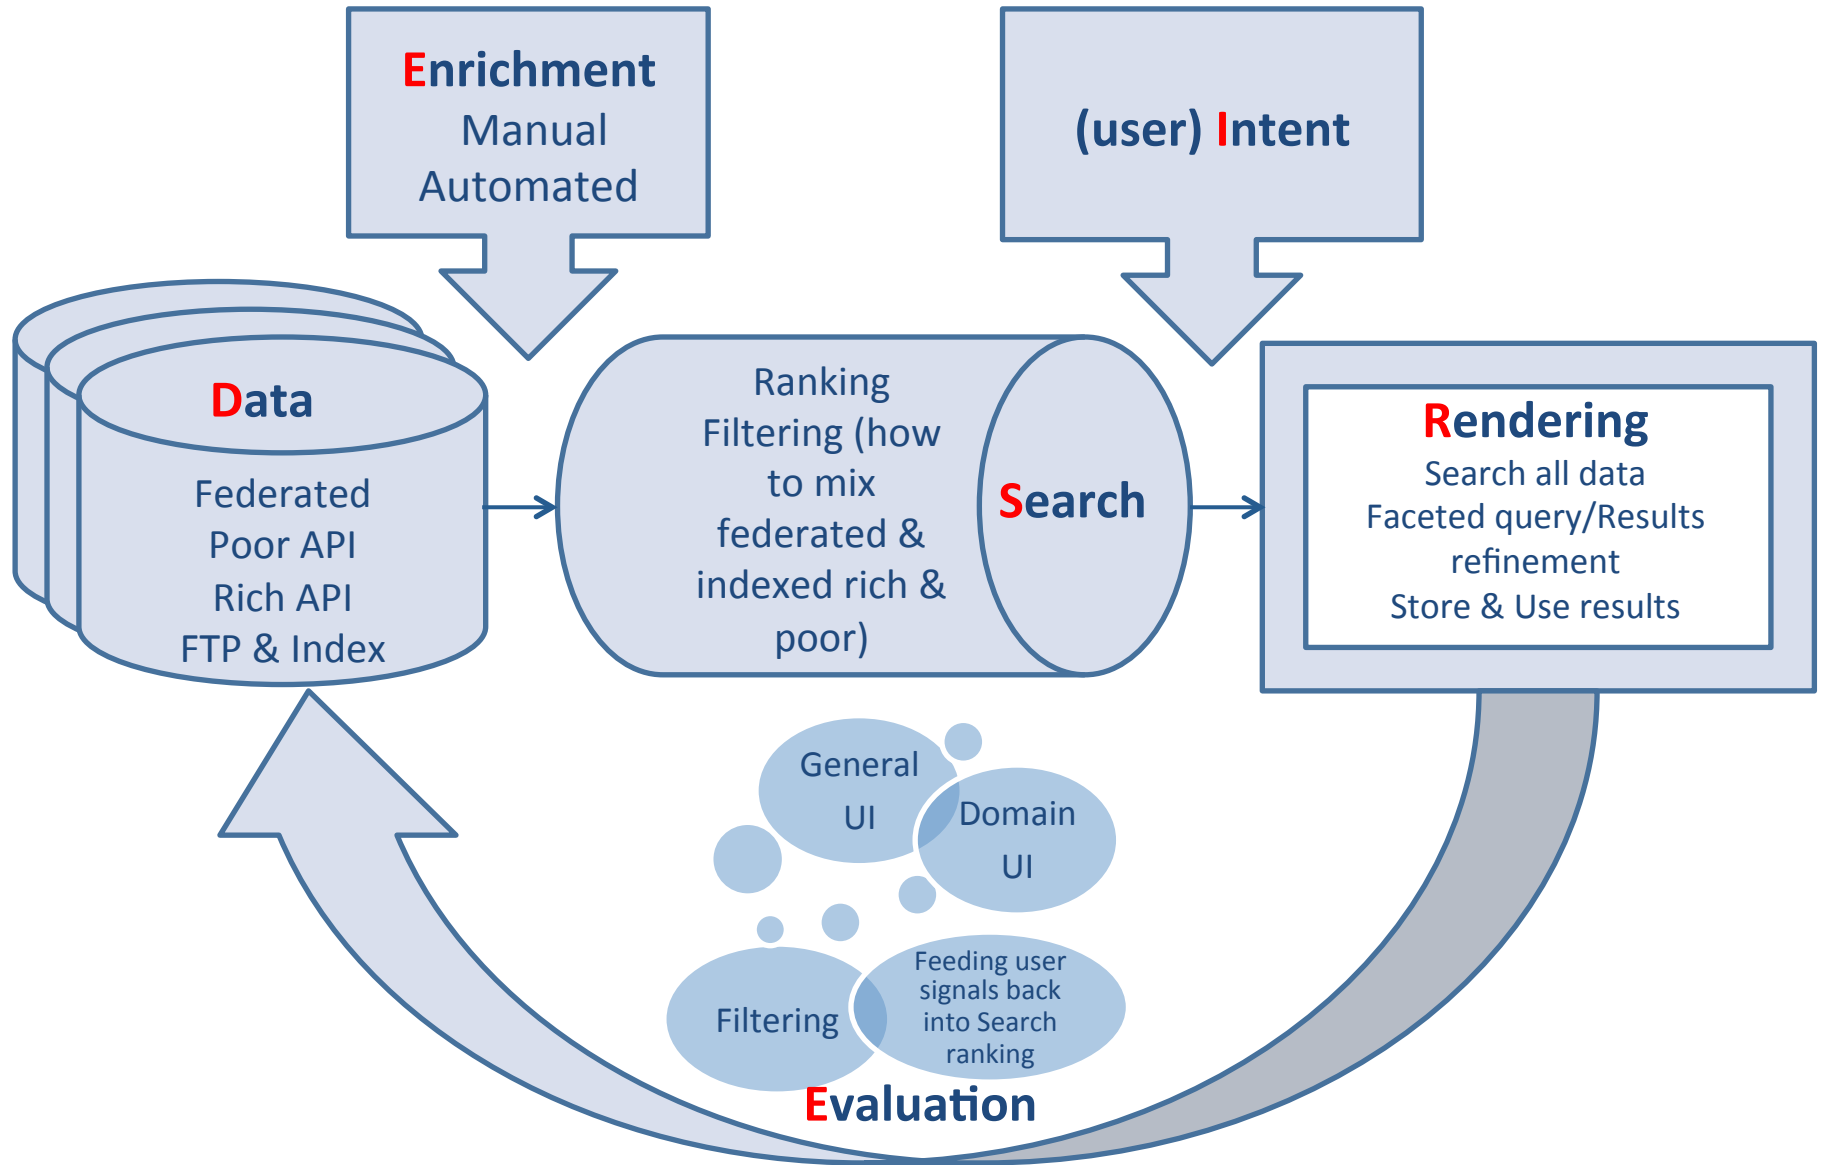 Enrichment
Manual
Automated
(user) Intent
Data
Federated
Poor API
Rich API
FTP & Index
Ranking
Filtering (how
to mix
federated &
indexed rich &
poor)
Search
Rendering
Search all data
Faceted query/Results
refinement
Store & Use results
General
UI
Domain
UI
Filtering
Feeding user
signals back
into Search
ranking
Evaluation